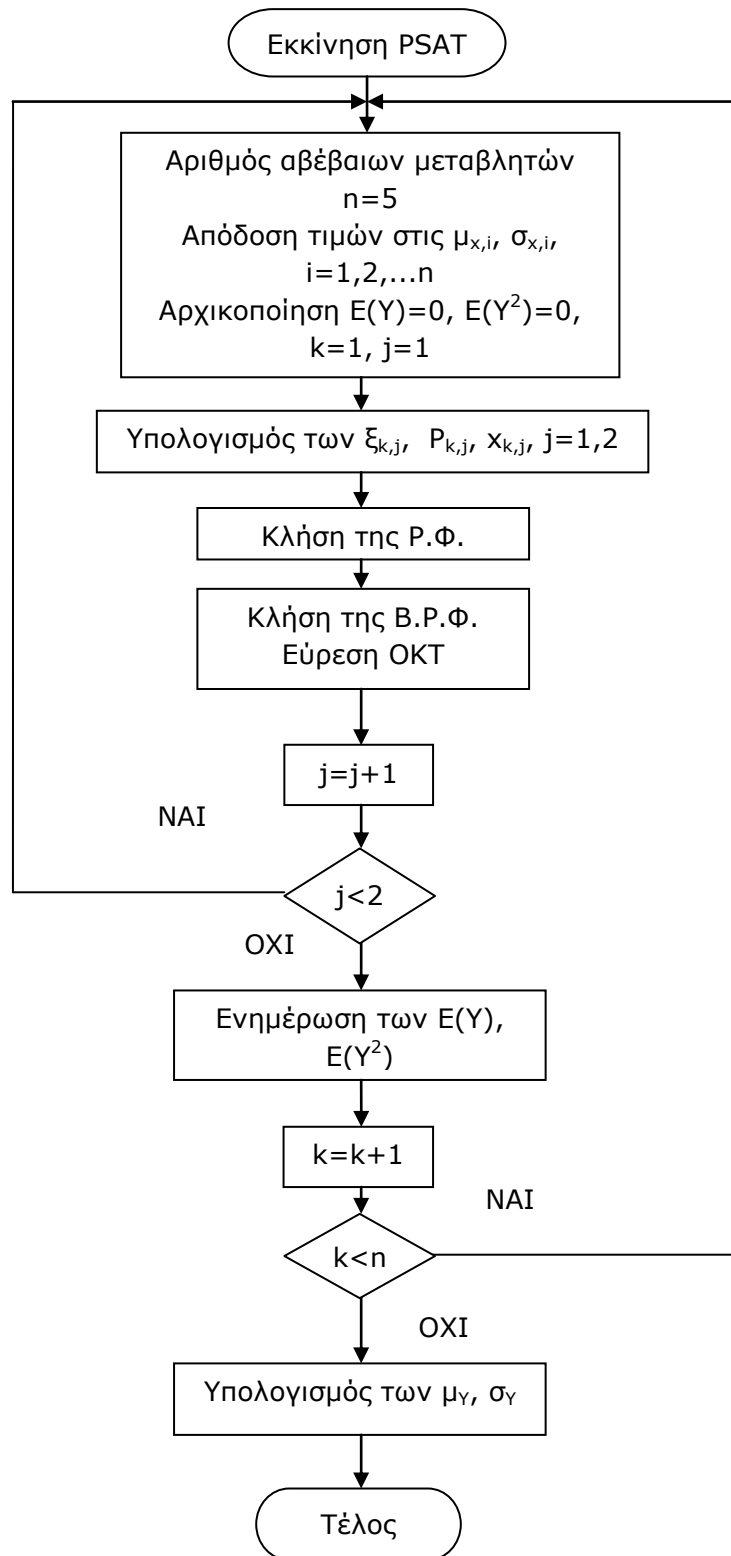 Εκκίνηση PSAT
Αριθμός αβέβαιων μεταβλητών
n=5
Απόδοση τιμών στις μx,i, σx,i,
i=1,2,...n
Αρχικοποίηση E(Y)=0, E(Y²)=0,
k=1, j=1
Υπολογισμός των ξk,j, Pk,j, xk,j, j=1,2
Κλήση της Ρ.Φ.
Κλήση της Β.Ρ.Φ.
Εύρεση ΟΚΤ
j=j+1
ΝΑΙ
j<2
ΟΧΙ
Ενημέρωση των E(Y),
E(Y²)
k=k+1
ΝΑΙ
k<n
ΟΧΙ
Υπολογισμός των μY, σY
Τέλος